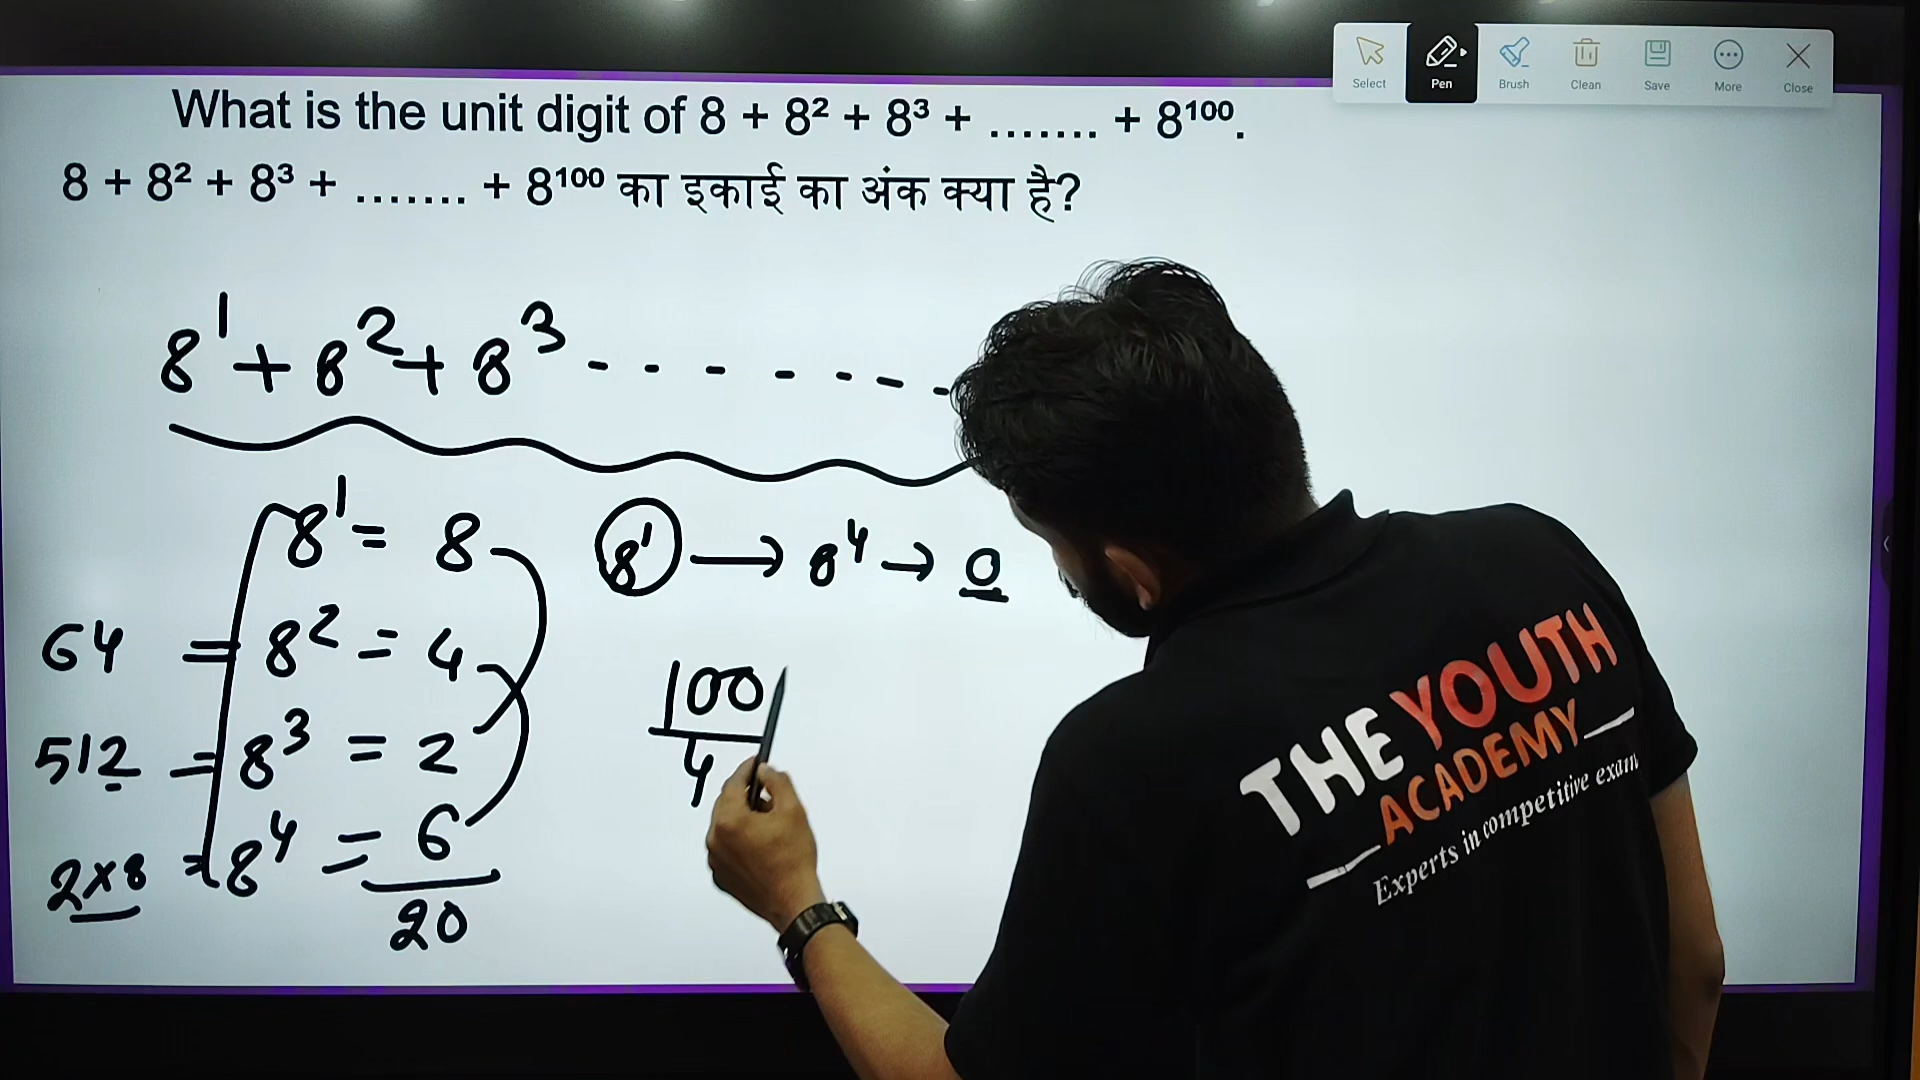 Select Pen Brush Clean Save More Close
What is the unit digit of 8 + 8² + 8³ + ....... + 8¹⁰⁰.
8 + 8² + 8³ + ....... + 8¹⁰⁰ का इकाई का अंक क्या है?
8¹ + 8² + 8³ - - - - - - -
8¹ = 8
64 = 8² = 4
512 = 8³ = 2
2×8 = 8⁴ = 6
20
8¹ → 8⁴ → 0
100
4
THE YOUTH
ACADEMY
Experts in competitive exam